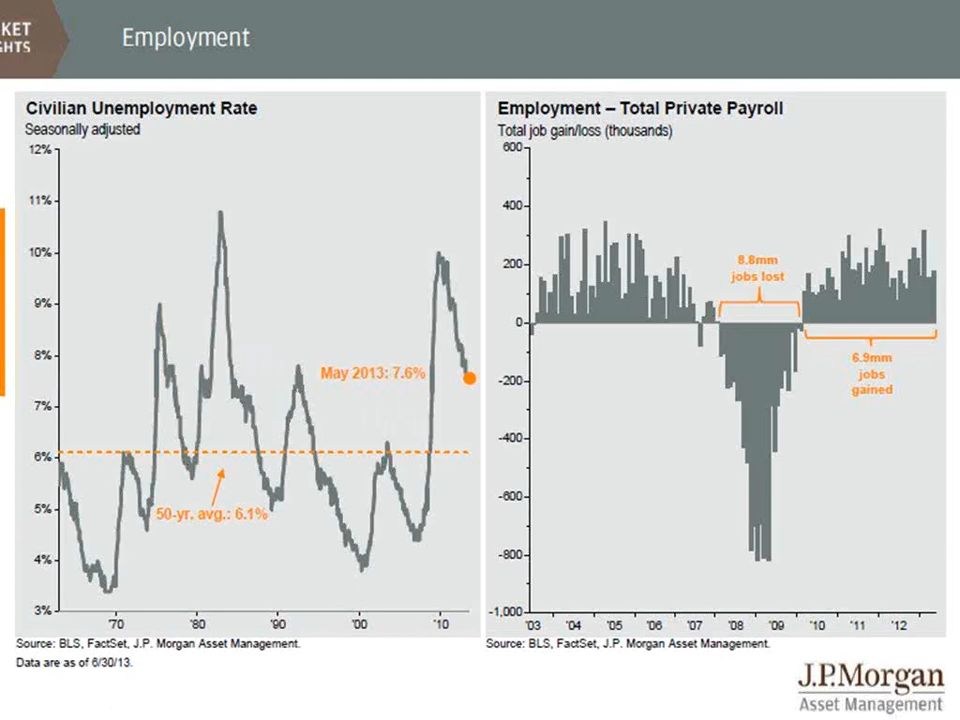 KET
GHTS
Employment
Civilian Unemployment Rate
Seasonally adjusted
12%
11%
10%
9%
8%
7%
6%
5%
4%
3%
May 2013: 7.6%
50-yr. avg.: 6.1%
'70 '80 '90 '00 '10
Source: BLS, FactSet, J.P. Morgan Asset Management.
Data are as of 6/30/13.
Employment – Total Private Payroll
Total job gain/loss (thousands)
600
400
200
0
-200
-400
-600
-800
-1,000
8.8mm
jobs lost
6.9mm
jobs
gained
'03 '04 '05 '06 '07 '08 '09 '10 '11 '12
Source: BLS, FactSet, J.P. Morgan Asset Management.
J.P.Morgan
Asset Management